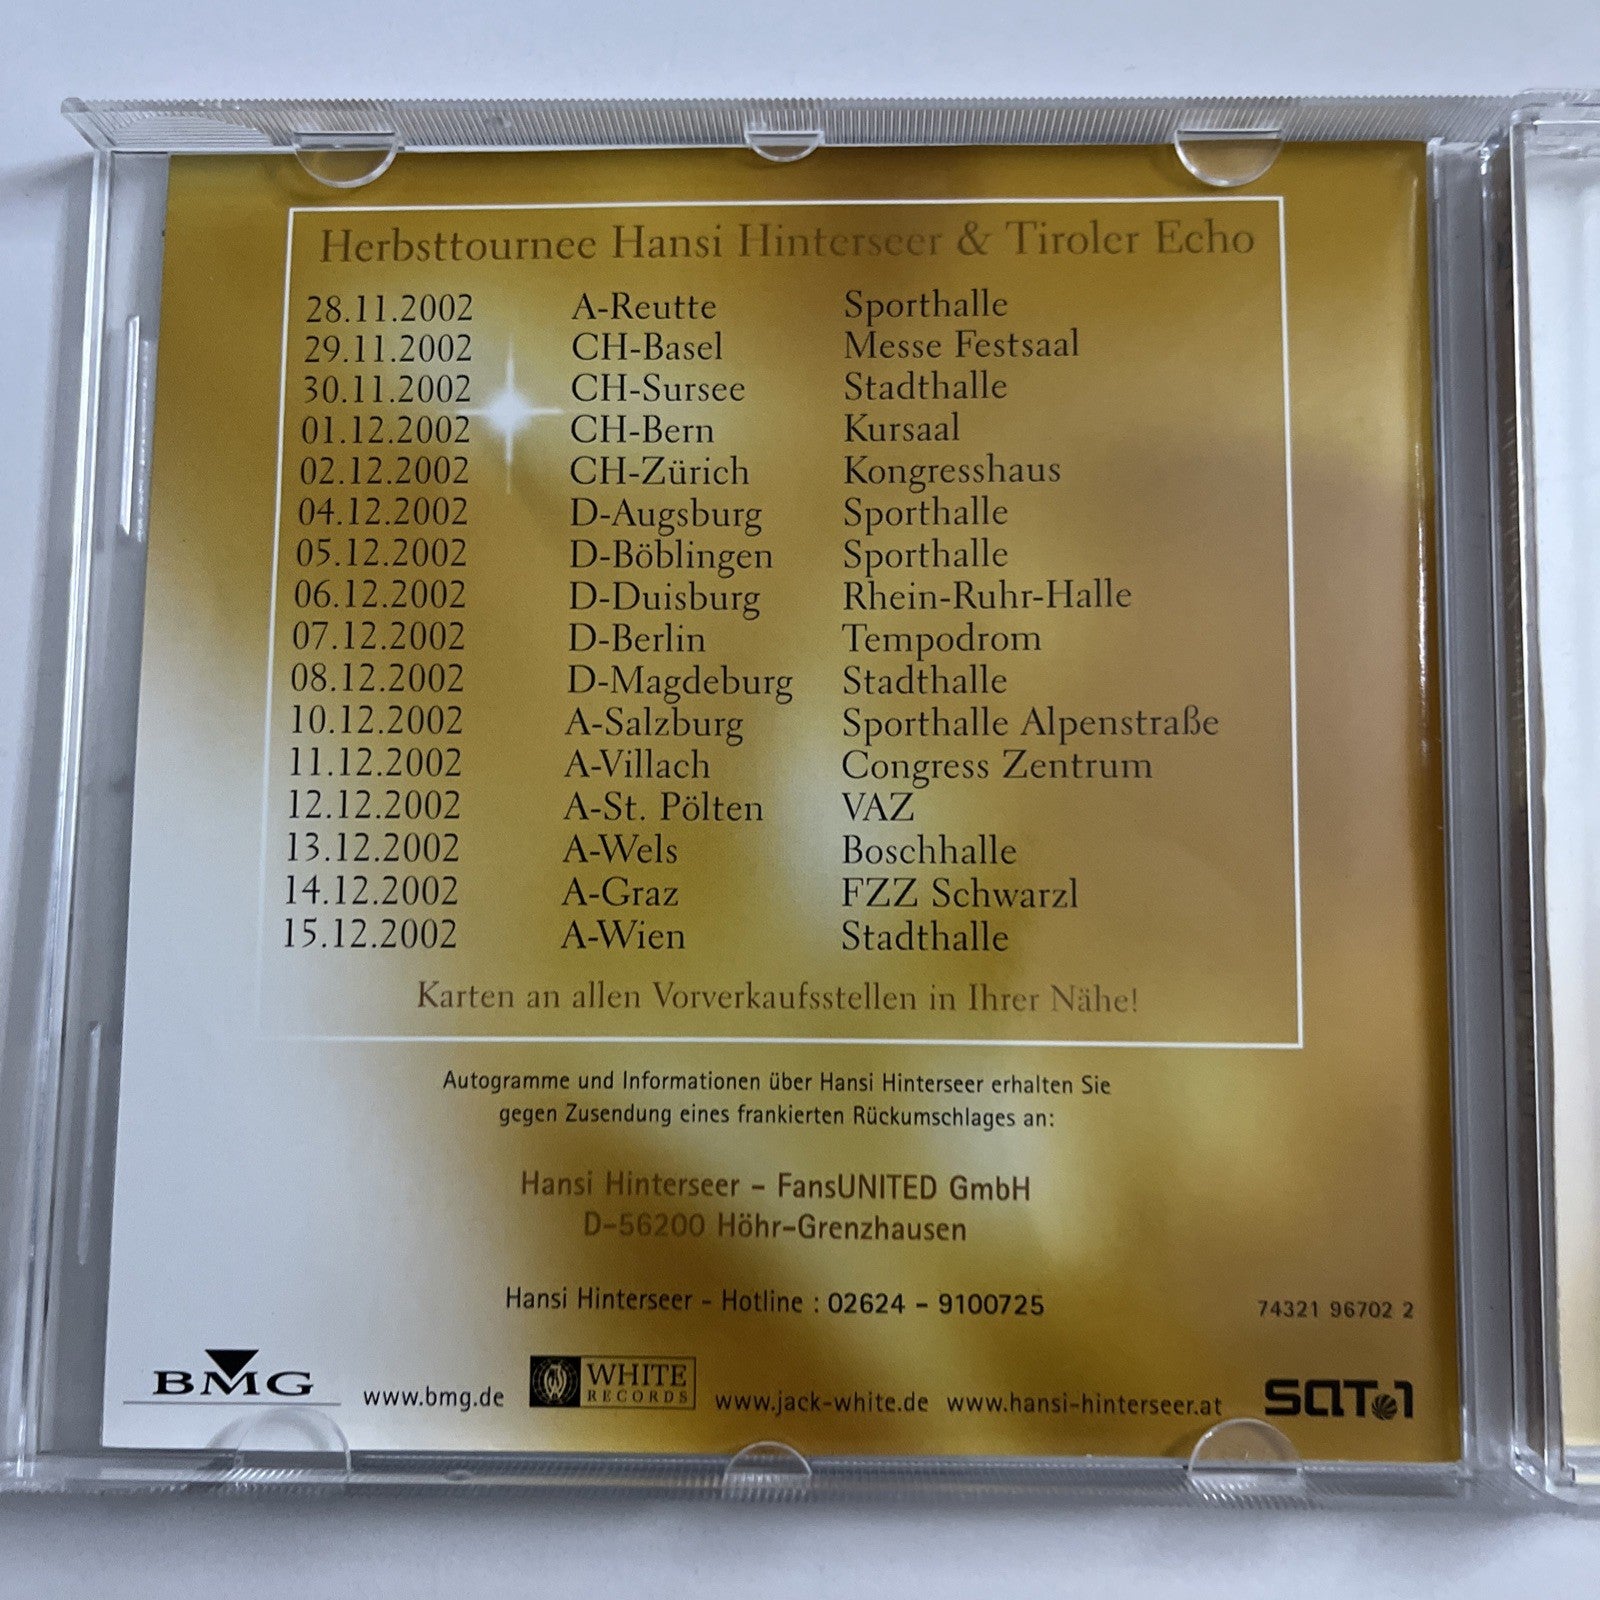 Herbsttournee Hansi Hinterseer & Tiroler Echo
28.11.2002 A-Reutte Sporthalle
29.11.2002 CH-Basel Messe Festsaal
30.11.2002 CH-Sursee Stadthalle
01.12.2002 CH-Bern Kursaal
02.12.2002 CH-Zürich Kongresshaus
04.12.2002 D-Augsburg Sporthalle
05.12.2002 D-Böblingen Sporthalle
06.12.2002 D-Duisburg Rhein-Ruhr-Halle
07.12.2002 D-Berlin Tempodrom
08.12.2002 D-Magdeburg Stadthalle
10.12.2002 A-Salzburg Sporthalle Alpenstraße
11.12.2002 A-Villach Congress Zentrum
12.12.2002 A-St. Pölten VAZ
13.12.2002 A-Wels Boschhalle
14.12.2002 A-Graz FZZ Schwarzl
15.12.2002 A-Wien Stadthalle
Karten an allen Vorverkaufsstellen in Ihrer Nähe!
Autogramme und Informationen über Hansi Hinterseer erhalten Sie
gegen Zusendung eines frankierten Rückumschlages an:
Hansi Hinterseer – FansUNITED GmbH
D-56200 Höhr-Grenzhausen
Hansi Hinterseer - Hotline : 02624 - 9100725
74321 96702 2
BMG www.bmg.de WHITE RECORDS www.jack-white.de www.hansi-hinterseer.at SAT.1